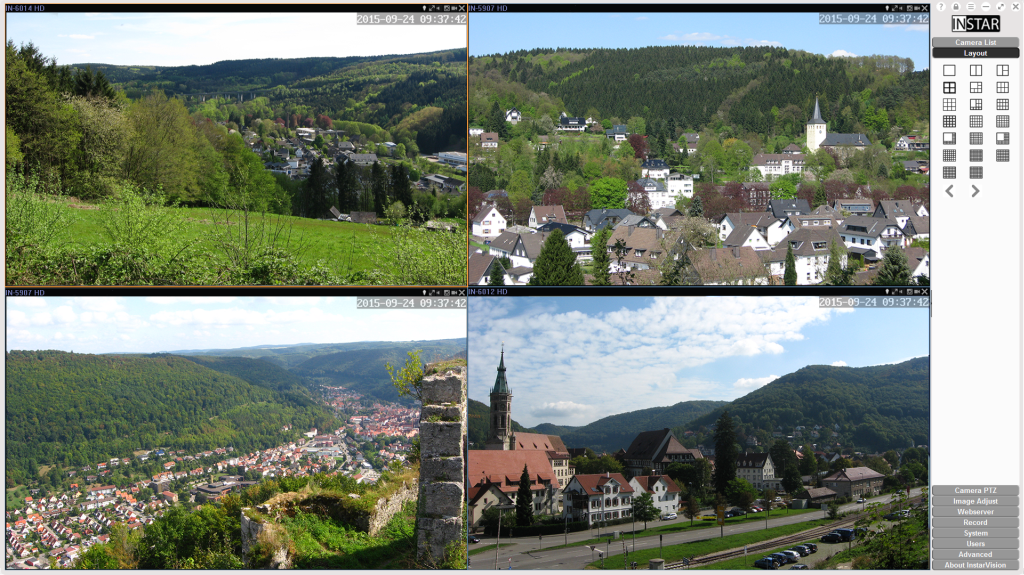 IN-6014 HD
2015-09-24 09:37:42
IN-5907 HD
2015-09-24 09:37:42
IN-5907 HD
2015-09-24 09:37:42
IN-6012 HD
2015-09-24 09:37:42
INSTAR
Camera List
Layout
Camera PTZ
Image Adjust
Webserver
Record
System
Users
Advanced
About InstarVision